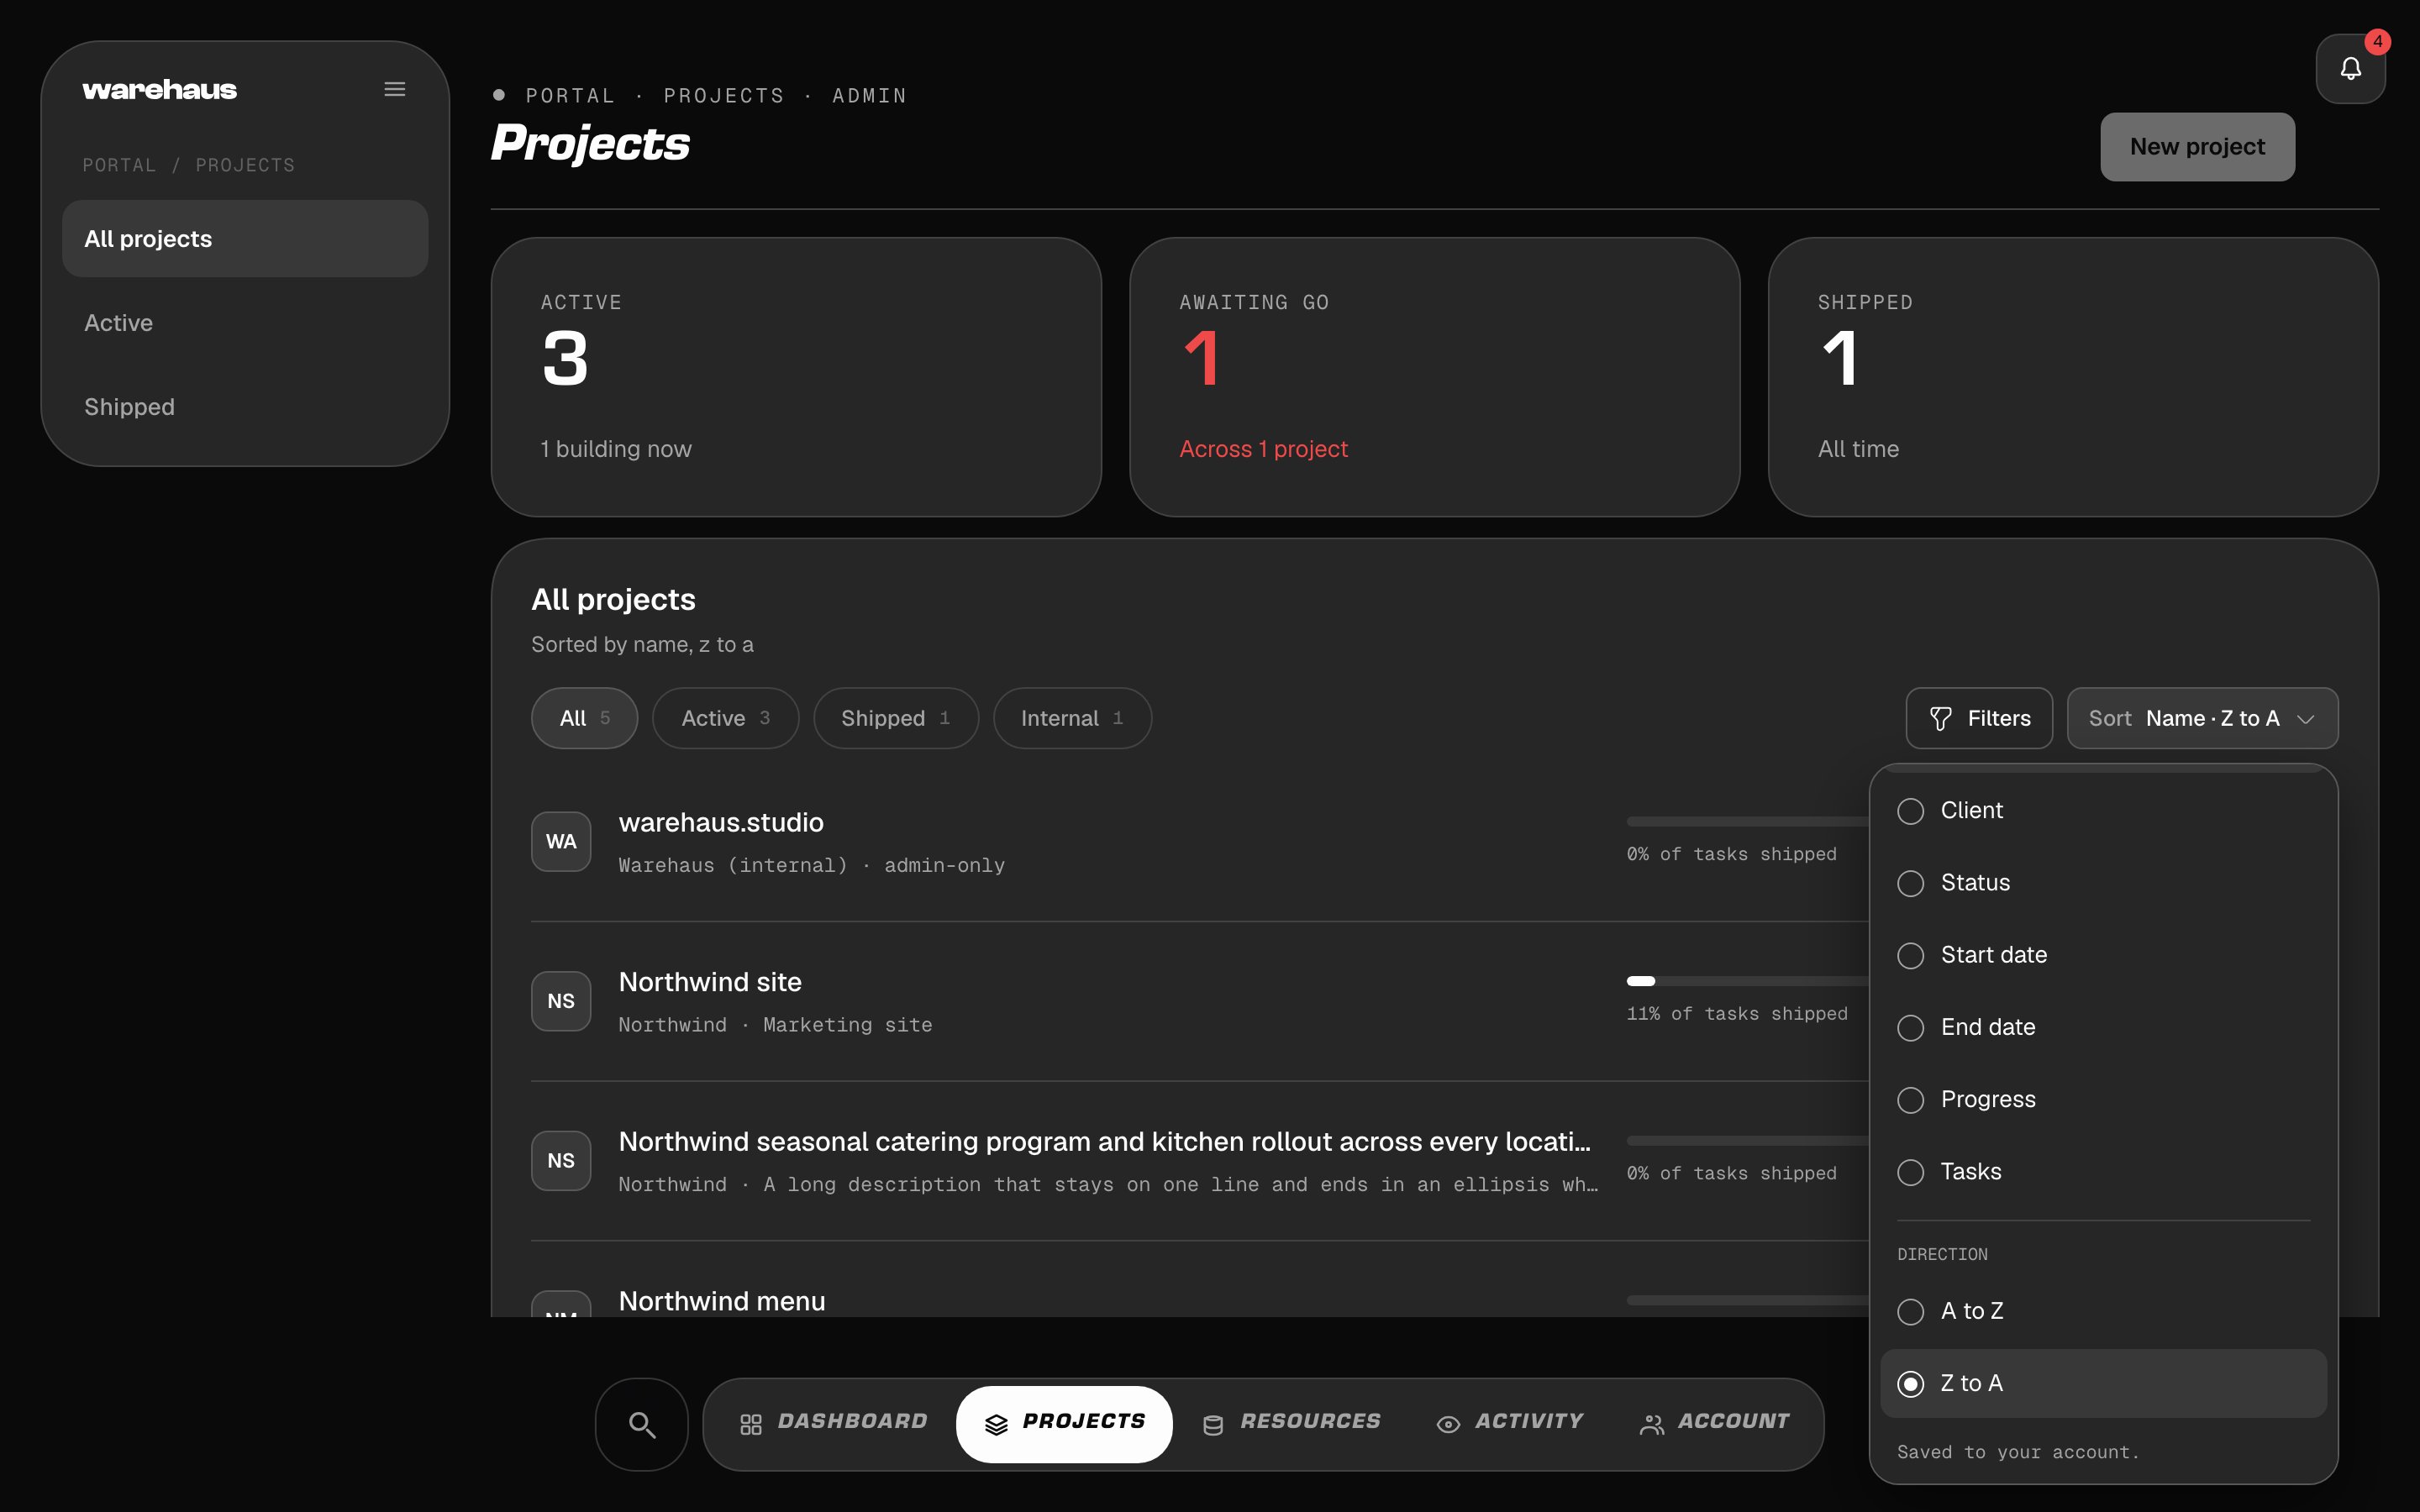 warehaus
PORTAL / PROJECTS
All projects
Active
Shipped
4
PORTAL · PROJECTS · ADMIN
Projects
New project
ACTIVE
3
1 building now
AWAITING GO
1
Across 1 project
SHIPPED
1
All time
All projects
Sorted by name, z to a
All 5
Active 3
Shipped 1
Internal 1
Filters
Sort Name · Z to A
WA
warehaus.studio
Warehaus (internal) · admin-only
0% of tasks shipped
NS
Northwind site
Northwind · Marketing site
11% of tasks shipped
NS
Northwind seasonal catering program and kitchen rollout across every locati…
Northwind · A long description that stays on one line and ends in an ellipsis wh…
0% of tasks shipped
NM
Northwind menu
Client
Status
Start date
End date
Progress
Tasks
DIRECTION
A to Z
Z to A
Saved to your account.
DASHBOARD
PROJECTS
RESOURCES
ACTIVITY
ACCOUNT